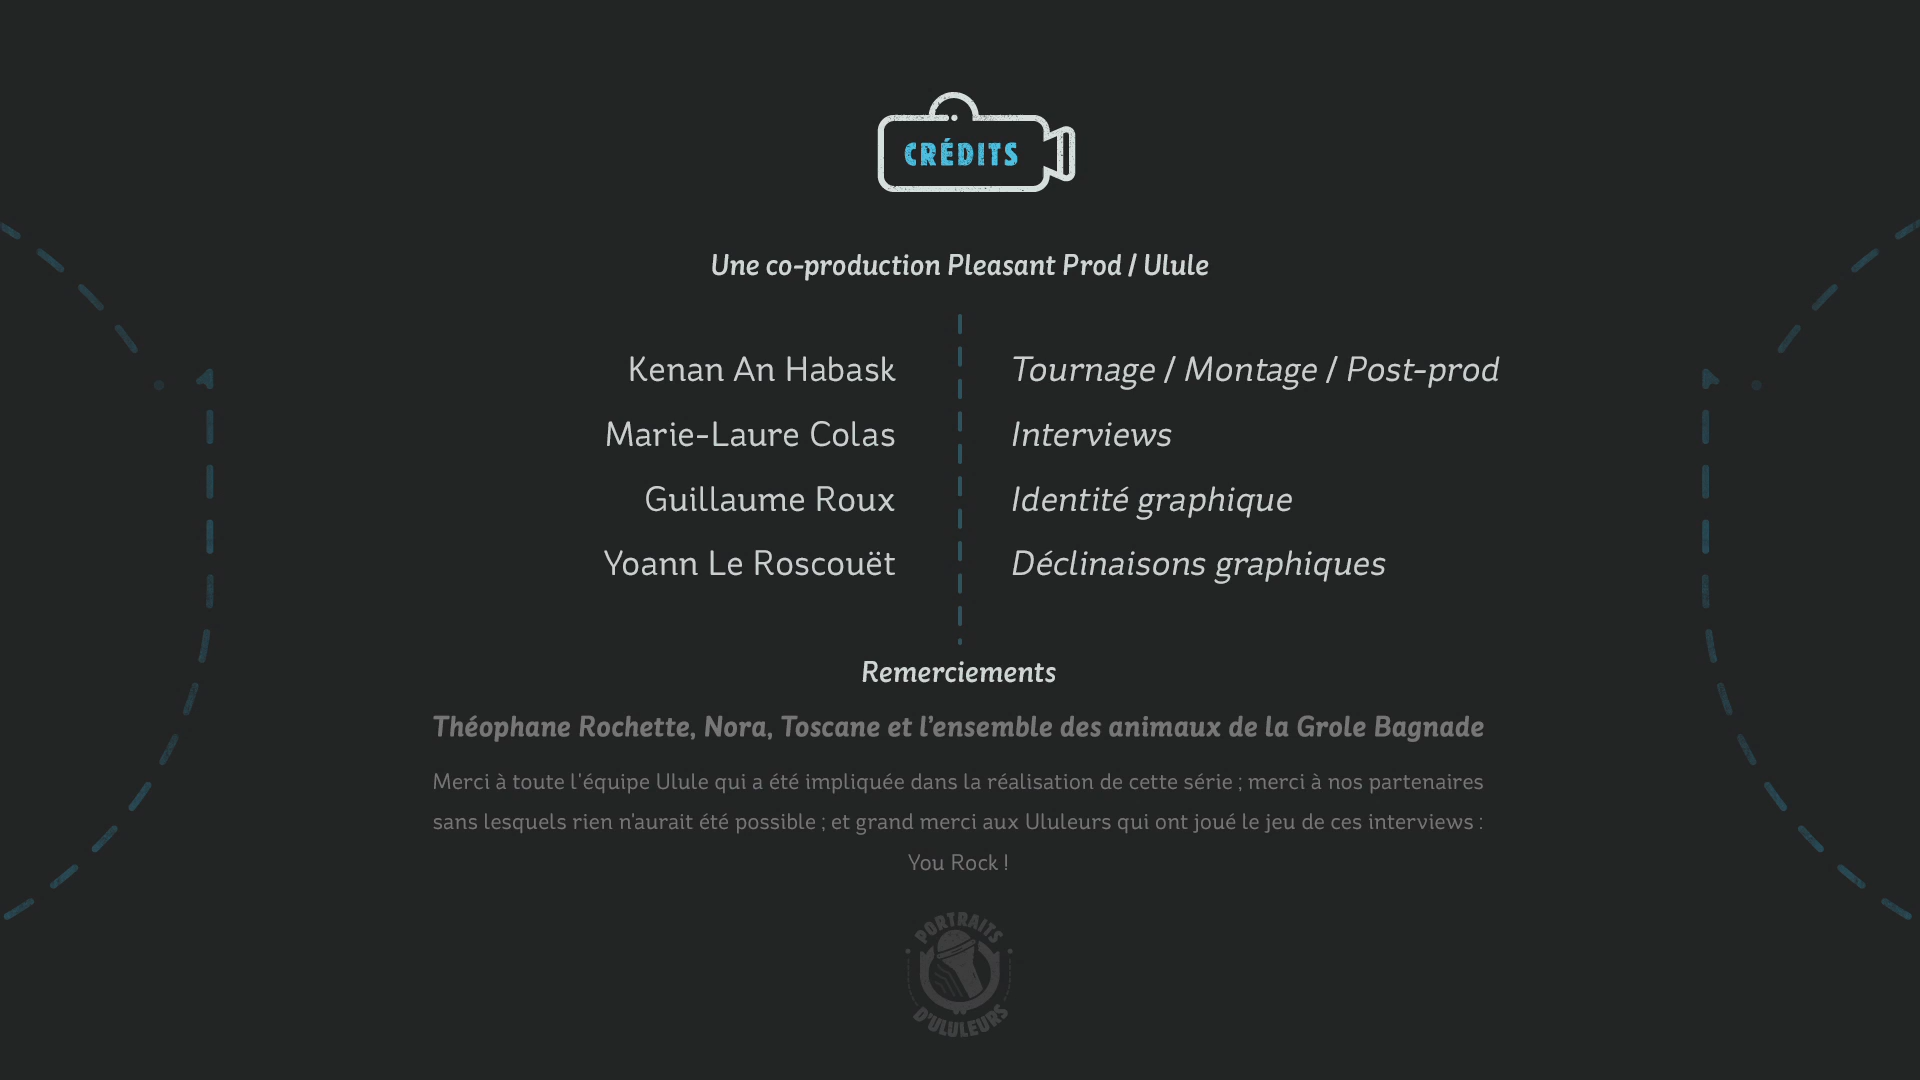 CRÉDITS
Une co-production Pleasant Prod / Ulule
Kenan An Habask Tournage / Montage / Post-prod
Marie-Laure Colas Interviews
Guillaume Roux Identité graphique
Yoann Le Roscouët Déclinaisons graphiques
Remerciements
Théophane Rochette, Nora, Toscane et l’ensemble des animaux de la Grole Bagnade
Merci à toute l'équipe Ulule qui a été impliquée dans la réalisation de cette série ; merci à nos partenaires
sans lesquels rien n'aurait été possible ; et grand merci aux Ululeurs qui ont joué le jeu de ces interviews :
You Rock !
PORTRAITS
D'ULULEURS